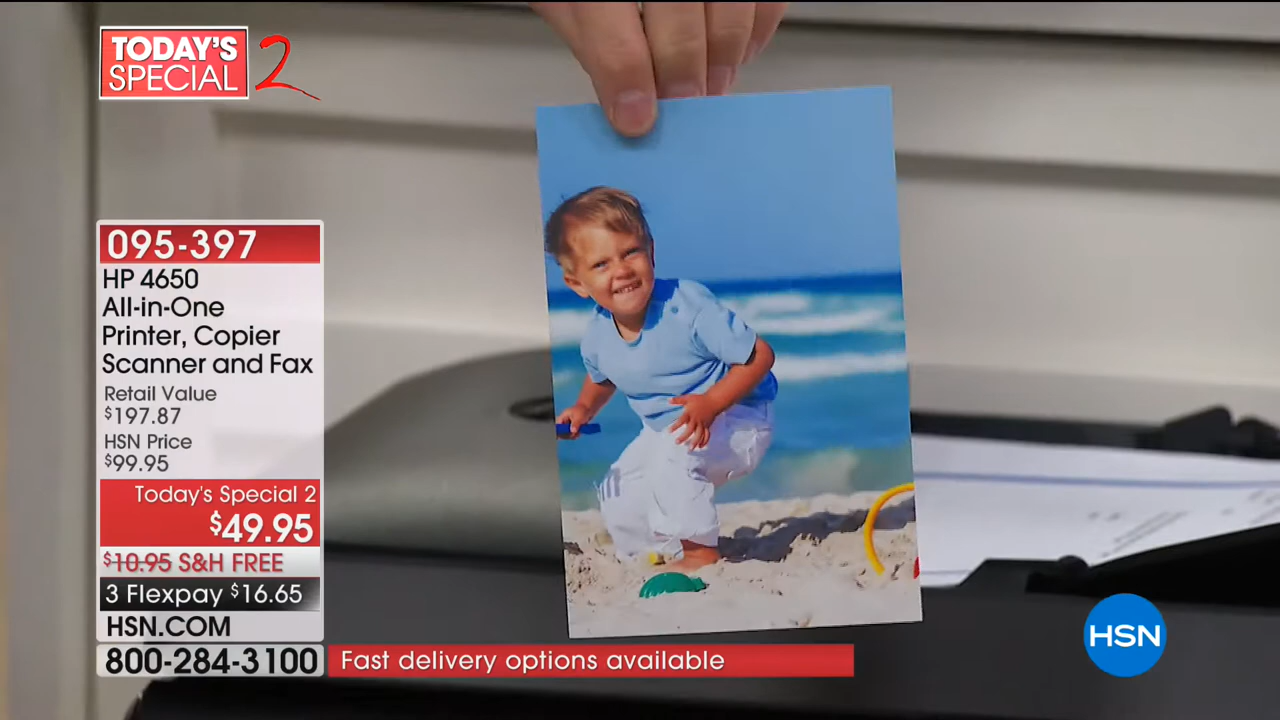 TODAY'S
SPECIAL 2
095-397
HP 4650
All-in-One
Printer, Copier
Scanner and Fax
Retail Value
$197.87
HSN Price
$99.95
Today's Special 2
$49.95
$10.95 S&H FREE
3 Flexpay $16.65
HSN.COM
800-284-3100
Fast delivery options available
HSN